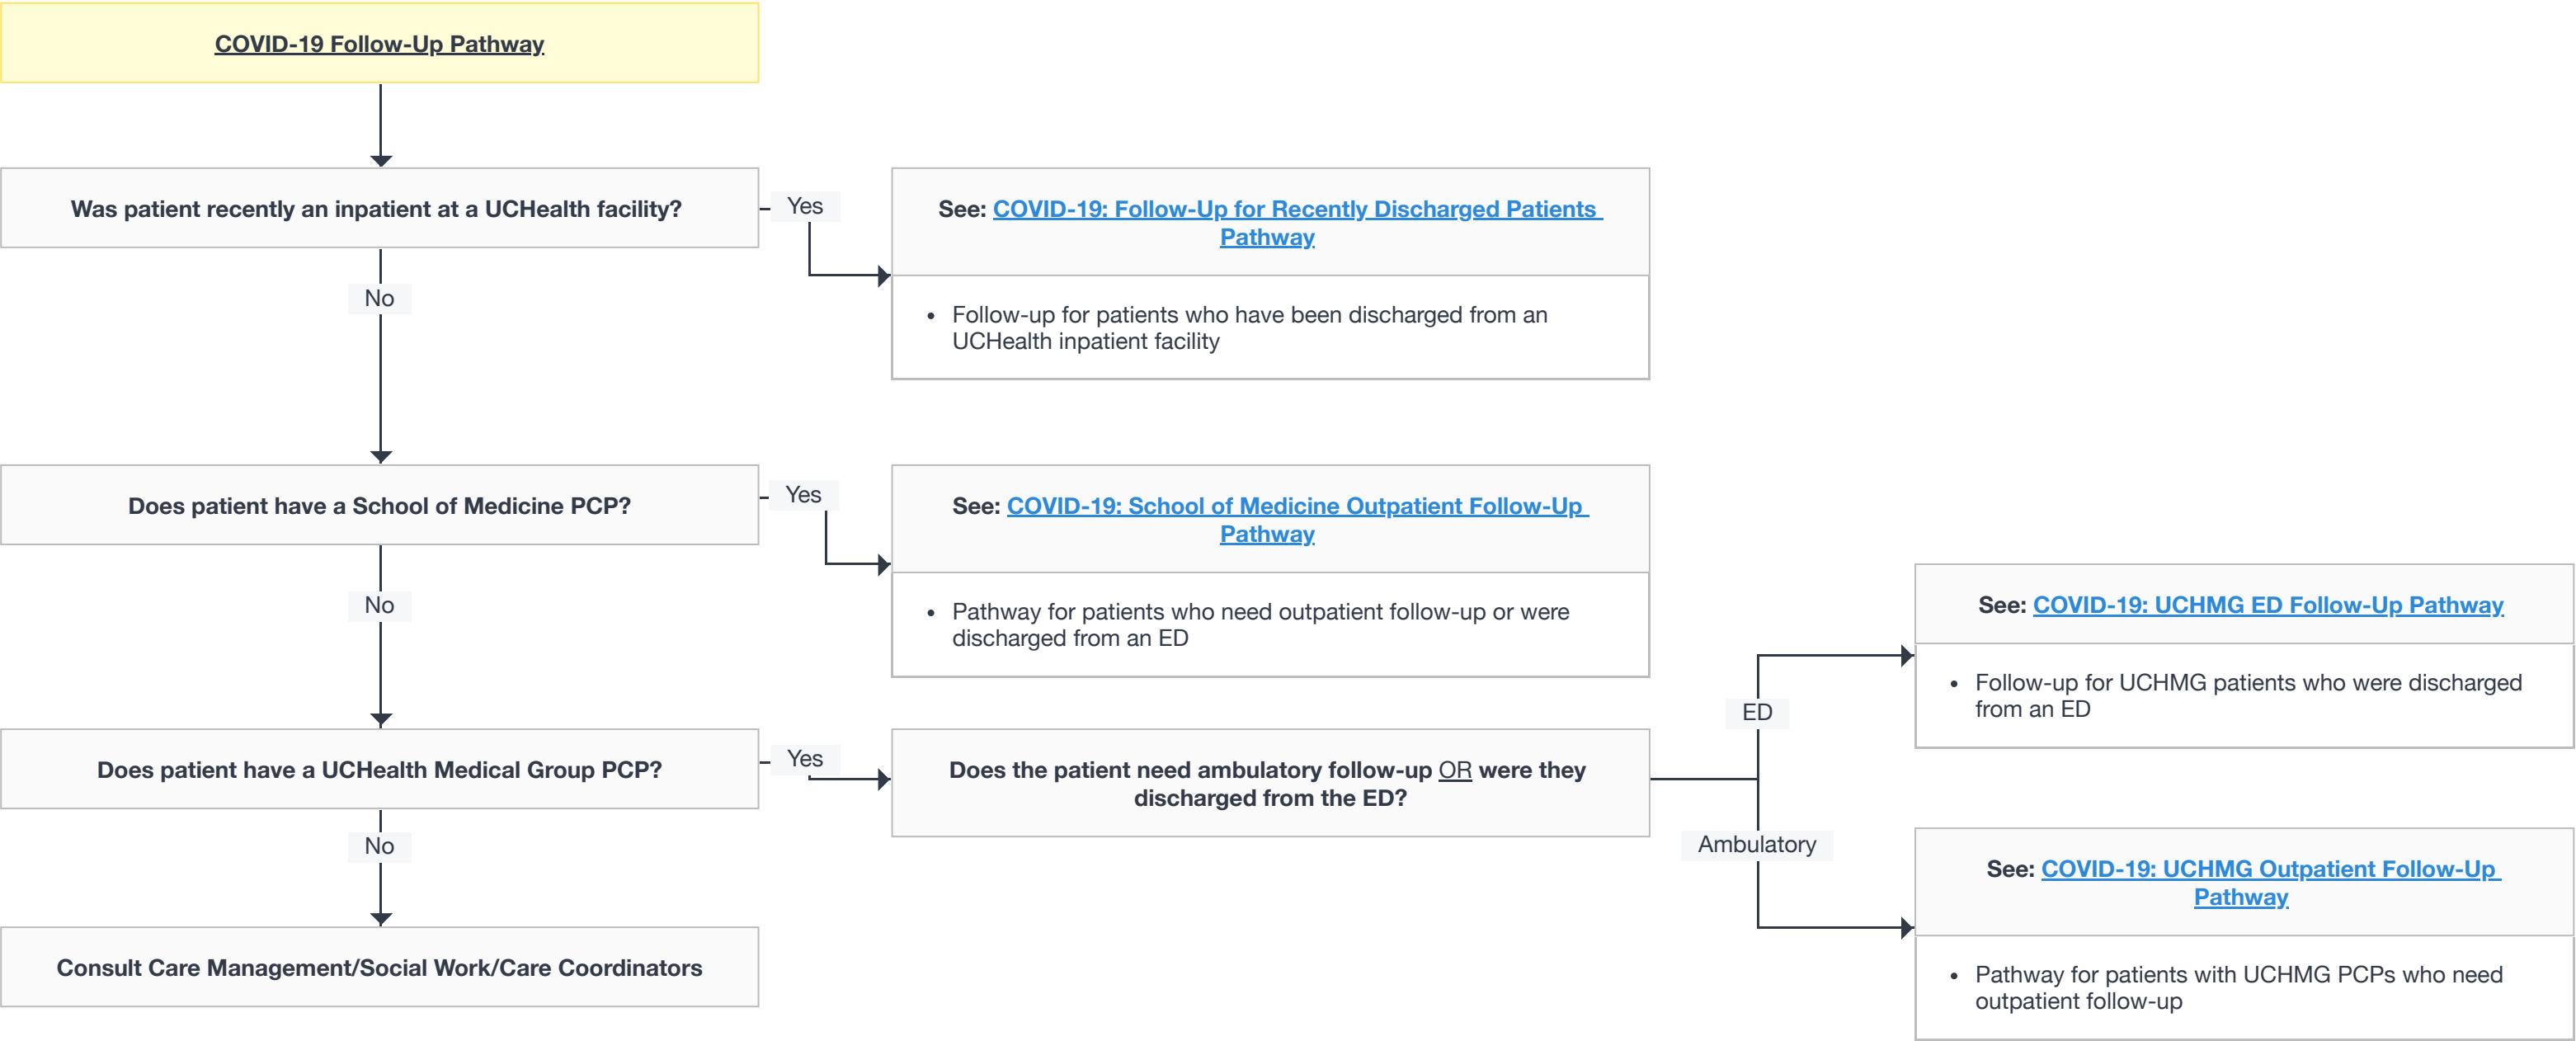 COVID-19 Follow-Up Pathway
Was patient recently an inpatient at a UCHealth facility?
Yes
See: COVID-19: Follow-Up for Recently Discharged Patients
Pathway
• Follow-up for patients who have been discharged from an
UCHealth inpatient facility
No
Does patient have a School of Medicine PCP?
Yes
See: COVID-19: School of Medicine Outpatient Follow-Up
Pathway
• Pathway for patients who need outpatient follow-up or were
discharged from an ED
No
Does patient have a UCHealth Medical Group PCP?
Yes
Does the patient need ambulatory follow-up OR were they
discharged from the ED?
ED
See: COVID-19: UCHMG ED Follow-Up Pathway
• Follow-up for UCHMG patients who were discharged
from an ED
Ambulatory
See: COVID-19: UCHMG Outpatient Follow-Up
Pathway
• Pathway for patients with UCHMG PCPs who need
outpatient follow-up
No
Consult Care Management/Social Work/Care Coordinators